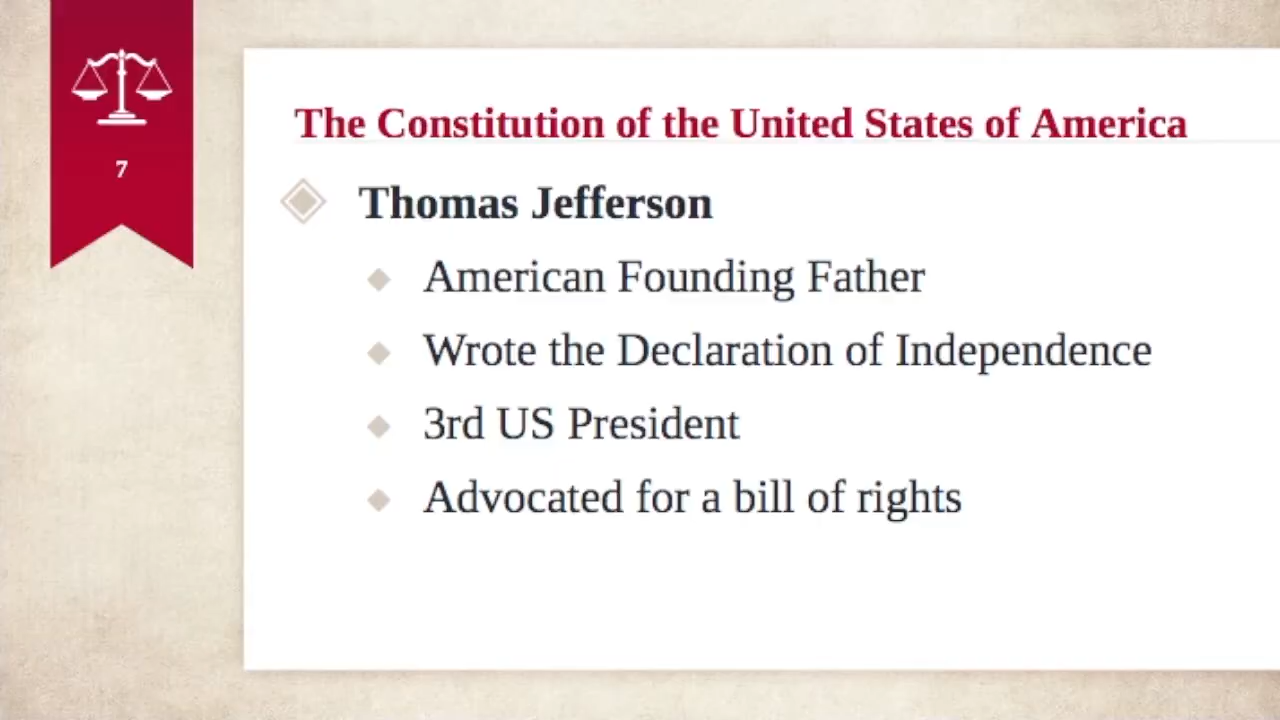 7
The Constitution of the United States of America
Thomas Jefferson
American Founding Father
Wrote the Declaration of Independence
3rd US President
Advocated for a bill of rights